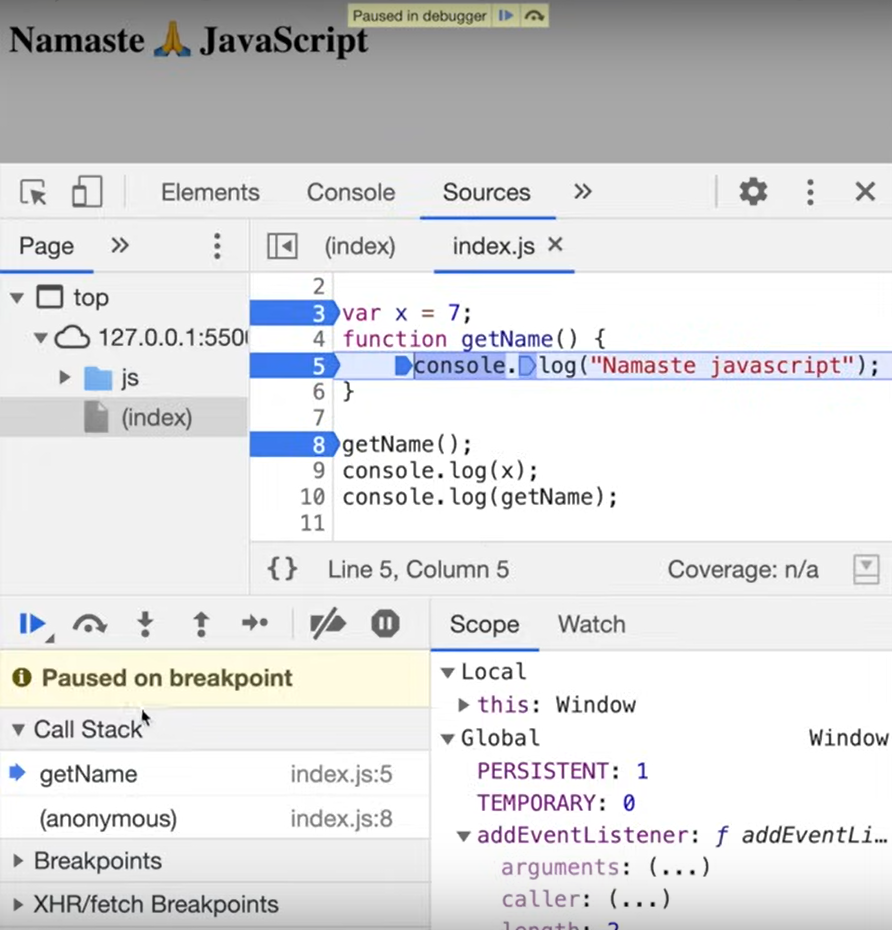 Paused in debugger
Namaste 🙏 JavaScript
Elements Console Sources »
Page » (index) index.js ×
top
127.0.0.1:550
js
(index)
2
3 var x = 7;
4 function getName() {
5 console.log("Namaste javascript");
6 }
7
8 getName();
9 console.log(x);
10 console.log(getName);
11
{} Line 5, Column 5 Coverage: n/a
Scope Watch
Paused on breakpoint
Call Stack
getName index.js:5
(anonymous) index.js:8
Breakpoints
XHR/fetch Breakpoints
Local
this: Window
Global Window
PERSISTENT: 1
TEMPORARY: 0
addEventListener: ƒ addEventLi…
arguments: (...)
caller: (...)
length: 2